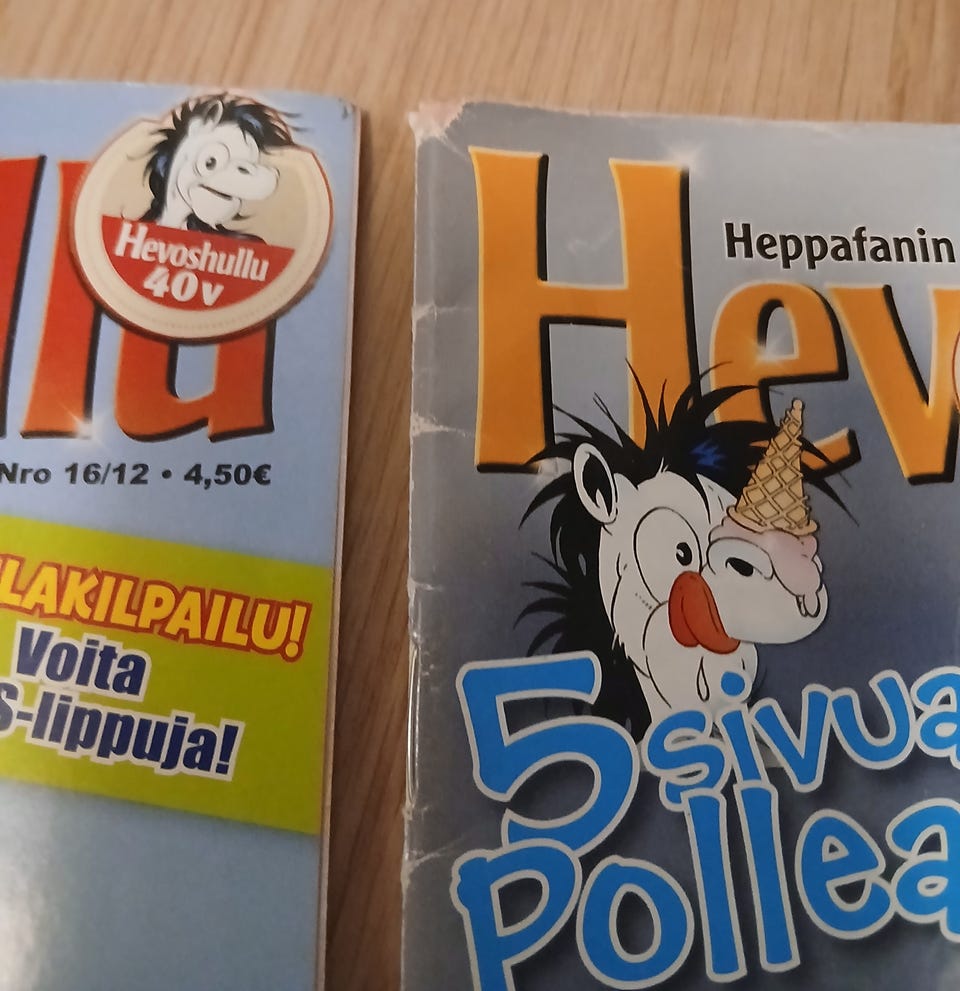 llu
Hevoshullu
40v
Nro 16/12 • 4,50€
LAKILPAILU!
Voita
S-lippuja!
Heppafanin
Hev
5 sivua
Pollea